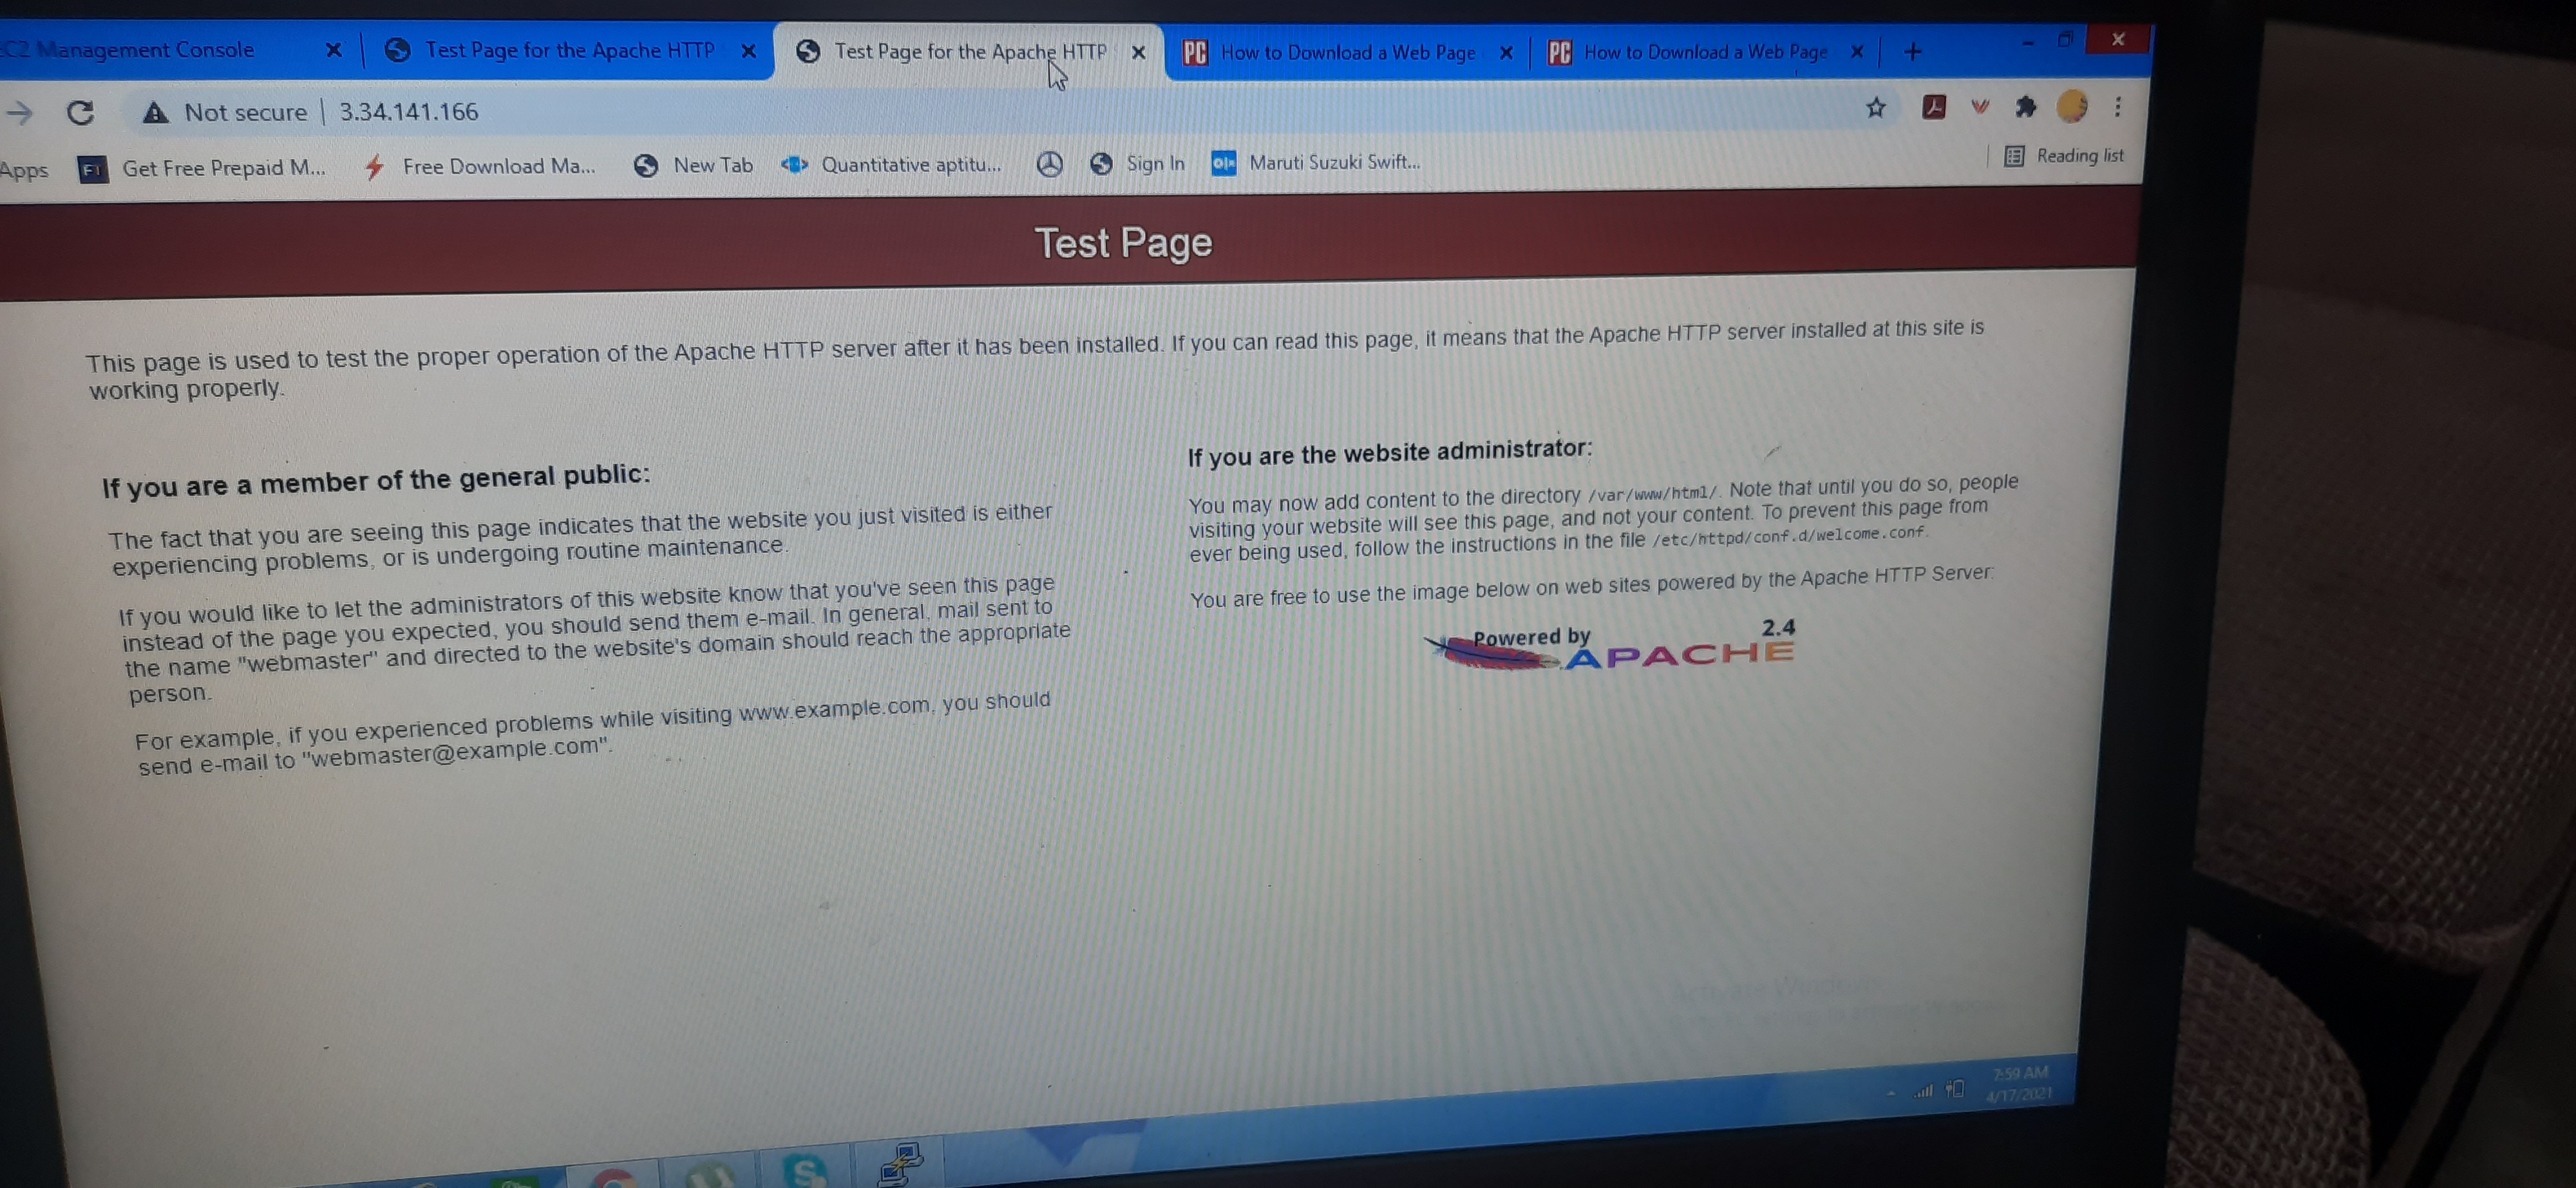 C2 Management Console
Test Page for the Apache HTTP
Test Page for the Apache HTTP
PC How to Download a Web Page
PC How to Download a Web Page
Not secure | 3.34.141.166
Apps
F1 Get Free Prepaid M...
Free Download Ma...
New Tab
Quantitative aptitu...
Sign In
olx Maruti Suzuki Swift...
Reading list
Test Page
This page is used to test the proper operation of the Apache HTTP server after it has been installed. If you can read this page, it means that the Apache HTTP server installed at this site is
working properly.
If you are a member of the general public:
The fact that you are seeing this page indicates that the website you just visited is either
experiencing problems, or is undergoing routine maintenance.
If you would like to let the administrators of this website know that you've seen this page
instead of the page you expected, you should send them e-mail. In general, mail sent to
the name "webmaster" and directed to the website's domain should reach the appropriate
person.
For example, if you experienced problems while visiting www.example.com, you should
send e-mail to "webmaster@example.com".
If you are the website administrator:
You may now add content to the directory /var/www/html/. Note that until you do so, people
visiting your website will see this page, and not your content. To prevent this page from
ever being used, follow the instructions in the file /etc/httpd/conf.d/welcome.conf.
You are free to use the image below on web sites powered by the Apache HTTP Server:
Powered by
APACHE
2.4
Activate Windows
7:59 AM
4/17/2021